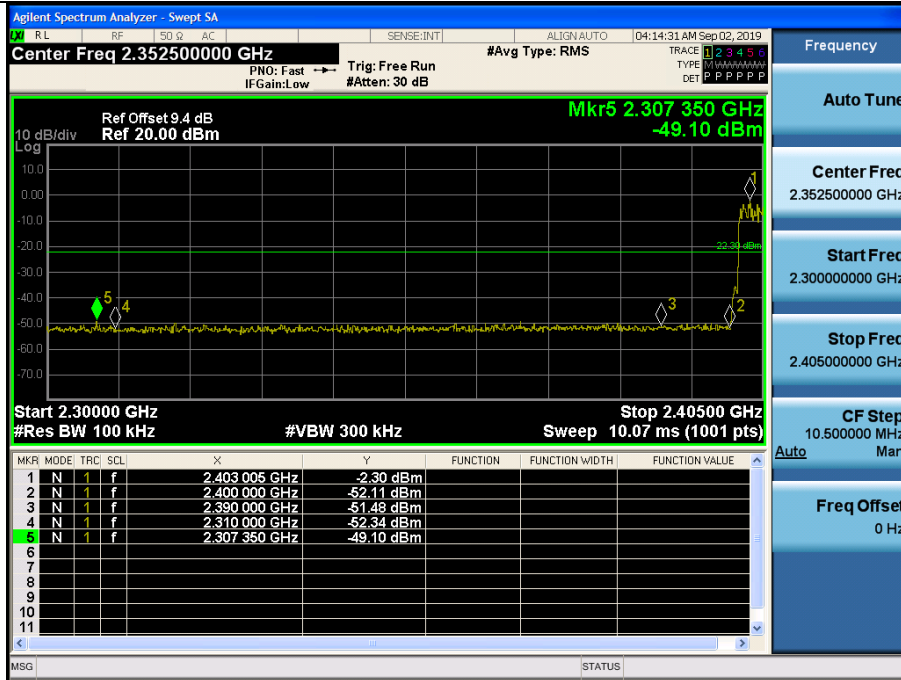 Agilent Spectrum Analyzer - Swept SA
LXI RL RF 50 Ω AC SENSE:INT ALIGN AUTO 04:14:31 AM Sep 02, 2019
Center Freq 2.352500000 GHz #Avg Type: RMS TRACE 1 2 3 4 5 6
PNO: Fast Trig: Free Run TYPE M W W W W W
IFGain:Low #Atten: 30 dB DET P P P P P P
Mkr5 2.307 350 GHz
-49.10 dBm
Ref Offset 9.4 dB
10 dB/div Ref 20.00 dBm
Log
10.0
0.00
-10.0
-20.0
-30.0
-40.0
-50.0
-60.0
-70.0
1
22.30 dBm
5
4
3
2
Start 2.30000 GHz Stop 2.40500 GHz
#Res BW 100 kHz #VBW 300 kHz Sweep 10.07 ms (1001 pts)
MKR MODE TRC SCL X Y FUNCTION FUNCTION WIDTH FUNCTION VALUE
1 N 1 f 2.403 005 GHz -2.30 dBm
2 N 1 f 2.400 000 GHz -52.11 dBm
3 N 1 f 2.390 000 GHz -51.48 dBm
4 N 1 f 2.310 000 GHz -52.34 dBm
5 N 1 f 2.307 350 GHz -49.10 dBm
6
7
8
9
10
11
MSG STATUS
Frequency
Auto Tune
Center Freq
2.352500000 GHz
Start Freq
2.300000000 GHz
Stop Freq
2.405000000 GHz
CF Step
10.500000 MHz
Auto Man
Freq Offset
0 Hz